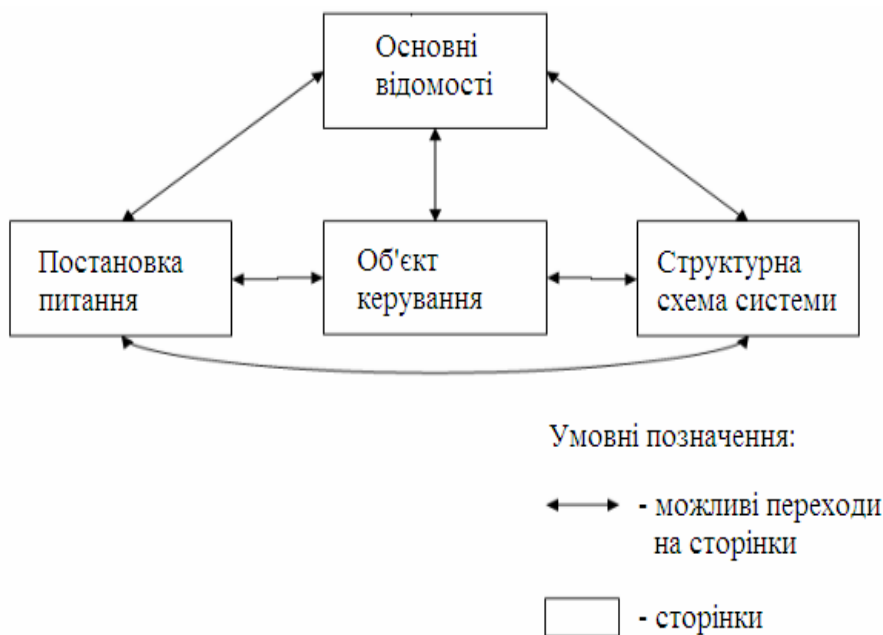 Основні
відомості
Постановка
питання
Об'єкт
керування
Структурна
схема системи
Умовні позначення:
- можливі переходи
на сторінки
- сторінки